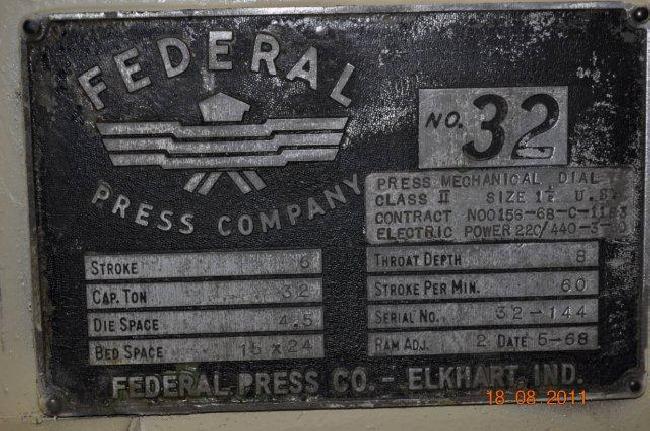 FEDERAL
PRESS COMPANY
NO. 32
PRESS MECHANICAL DIAL
CLASS II SIZE 1½ U.S.
CONTRACT N00158-68-C-1183
ELECTRIC POWER 220/440-3-60
STROKE 6
CAP. TON 32
DIE SPACE 4.5
BED SPACE 15 x 24
THROAT DEPTH 8
STROKE PER MIN. 60
SERIAL NO. 32-144
RAM ADJ. 2 DATE 5-68
FEDERAL PRESS CO. - ELKHART, IND.
18 08 2011